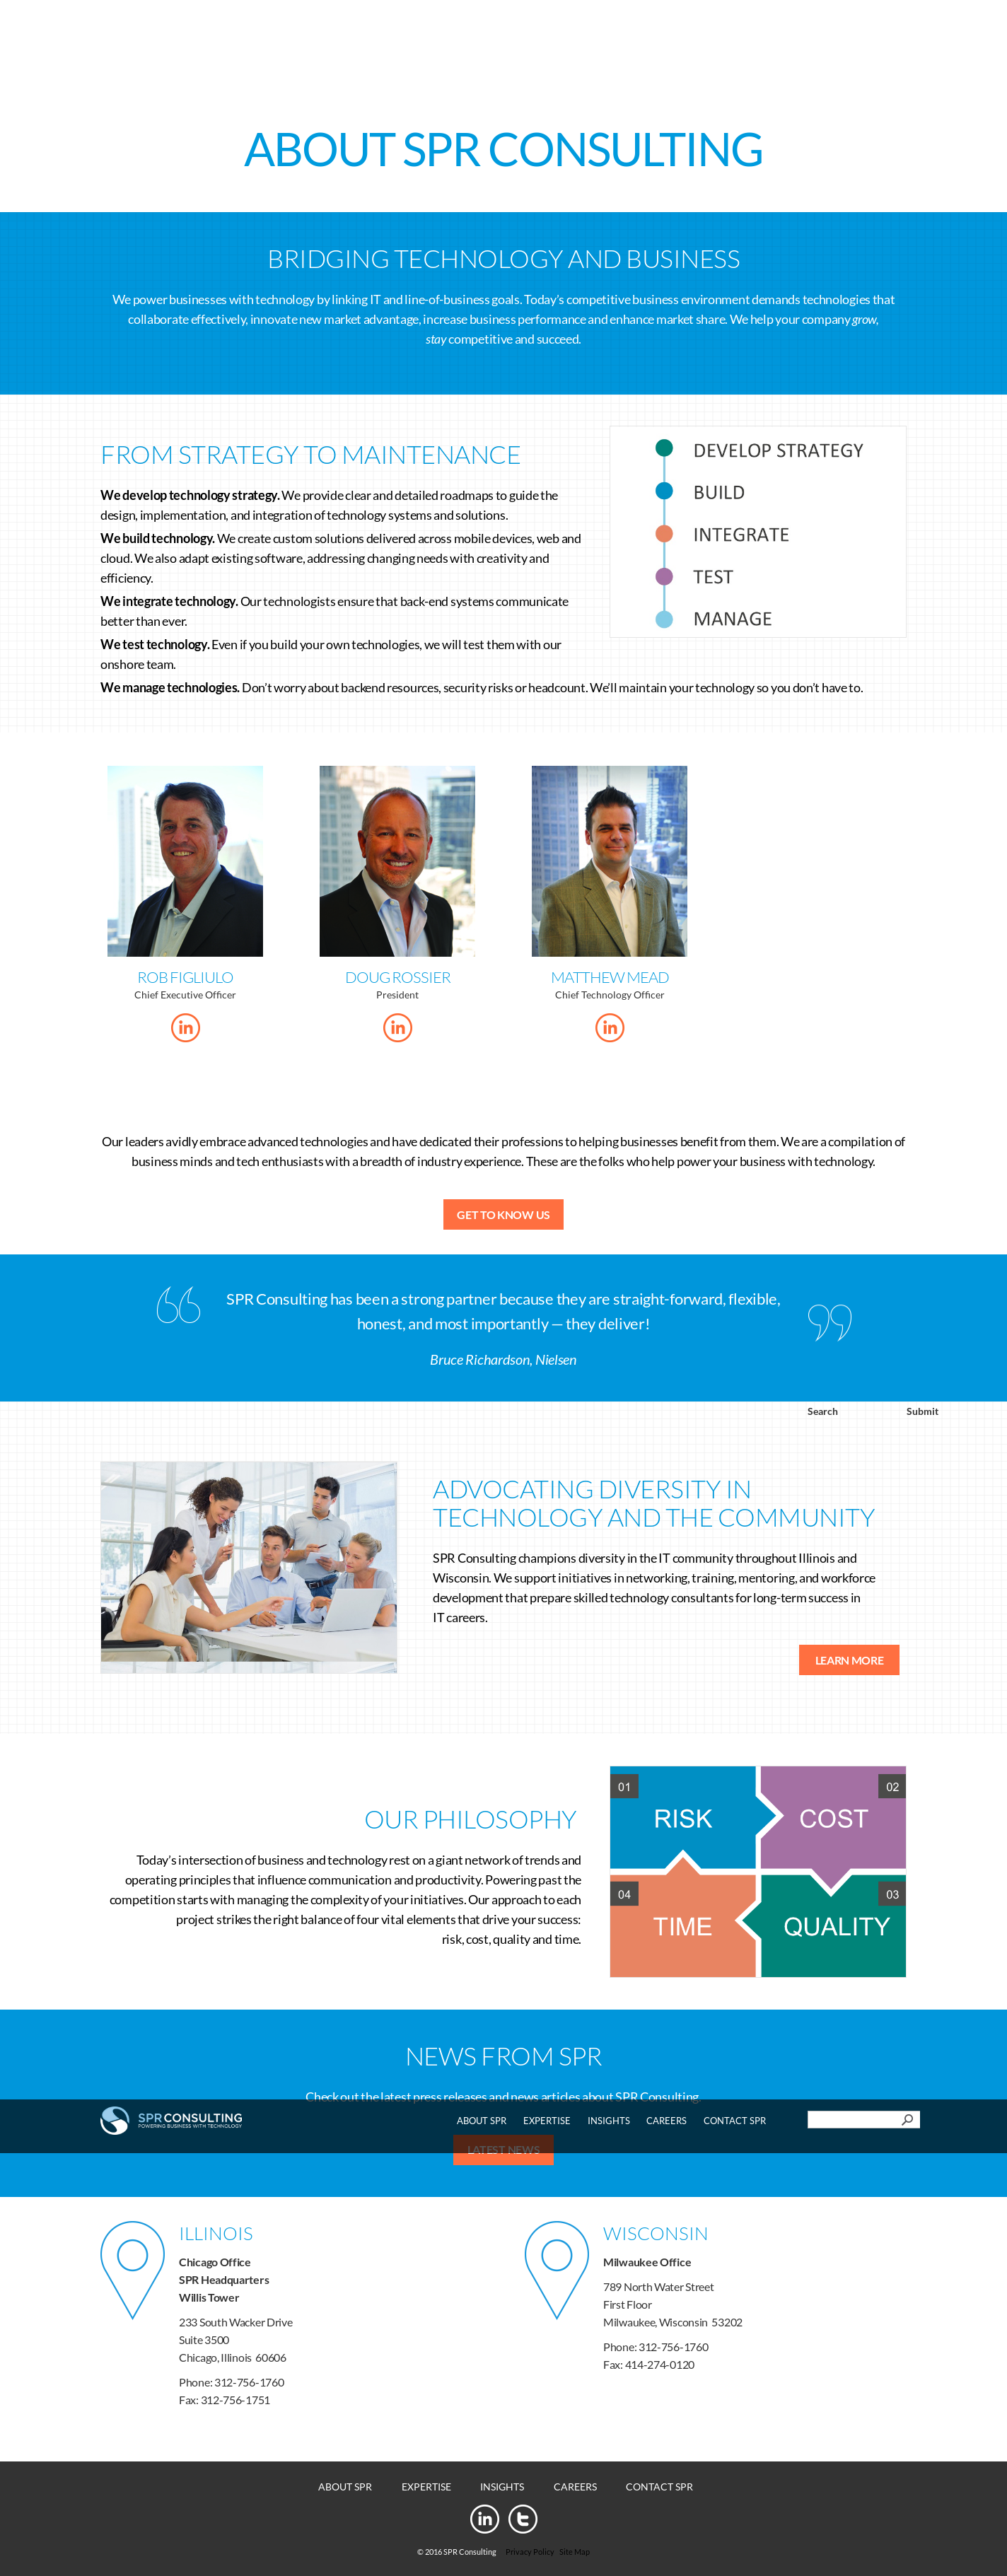 ABOUT SPR CONSULTING
BRIDGING TECHNOLOGY AND BUSINESS
We power businesses with technology by linking IT and line-of-business goals. Today's competitive business environment demands technologies that
collaborate effectively, innovate new market advantage, increase business performance and enhance market share. We help your company grow,
stay competitive and succeed.
FROM STRATEGY TO MAINTENANCE
We develop technology strategy. We provide clear and detailed roadmaps to guide the
design, implementation, and integration of technology systems and solutions.
We build technology. We create custom solutions delivered across mobile devices, web and
cloud. We also adapt existing software, addressing changing needs with creativity and
efficiency.
We integrate technology. Our technologists ensure that back-end systems communicate
better than ever.
We test technology. Even if you build your own technologies, we will test them with our
onshore team.
We manage technologies. Don't worry about backend resources, security risks or headcount. We'll maintain your technology so you don't have to.
DEVELOP STRATEGY
BUILD
INTEGRATE
TEST
MANAGE
ROB FIGLIULO
Chief Executive Officer
in
DOUG ROSSIER
President
in
MATTHEW MEAD
Chief Technology Officer
in
Our leaders avidly embrace advanced technologies and have dedicated their professions to helping businesses benefit from them. We are a compilation of
business minds and tech enthusiasts with a breadth of industry experience. These are the folks who help power your business with technology.
GET TO KNOW US
SPR Consulting has been a strong partner because they are straight-forward, flexible,
honest, and most importantly — they deliver!
Bruce Richardson, Nielsen
Search Submit
ADVOCATING DIVERSITY IN
TECHNOLOGY AND THE COMMUNITY
SPR Consulting champions diversity in the IT community throughout Illinois and
Wisconsin. We support initiatives in networking, training, mentoring, and workforce
development that prepare skilled technology consultants for long-term success in
IT careers.
LEARN MORE
OUR PHILOSOPHY
Today's intersection of business and technology rest on a giant network of trends and
operating principles that influence communication and productivity. Powering past the
competition starts with managing the complexity of your initiatives. Our approach to each
project strikes the right balance of four vital elements that drive your success:
risk, cost, quality and time.
01 RISK
02 COST
04 TIME
03 QUALITY
NEWS FROM SPR
Check out the latest press releases and news articles about SPR Consulting.
SPR CONSULTING
POWERING BUSINESS WITH TECHNOLOGY
ABOUT SPR EXPERTISE INSIGHTS CAREERS CONTACT SPR
LATEST NEWS
ILLINOIS
Chicago Office
SPR Headquarters
Willis Tower
233 South Wacker Drive
Suite 3500
Chicago, Illinois 60606
Phone: 312-756-1760
Fax: 312-756-1751
WISCONSIN
Milwaukee Office
789 North Water Street
First Floor
Milwaukee, Wisconsin 53202
Phone: 312-756-1760
Fax: 414-274-0120
ABOUT SPR EXPERTISE INSIGHTS CAREERS CONTACT SPR
in
© 2016 SPR Consulting Privacy Policy Site Map